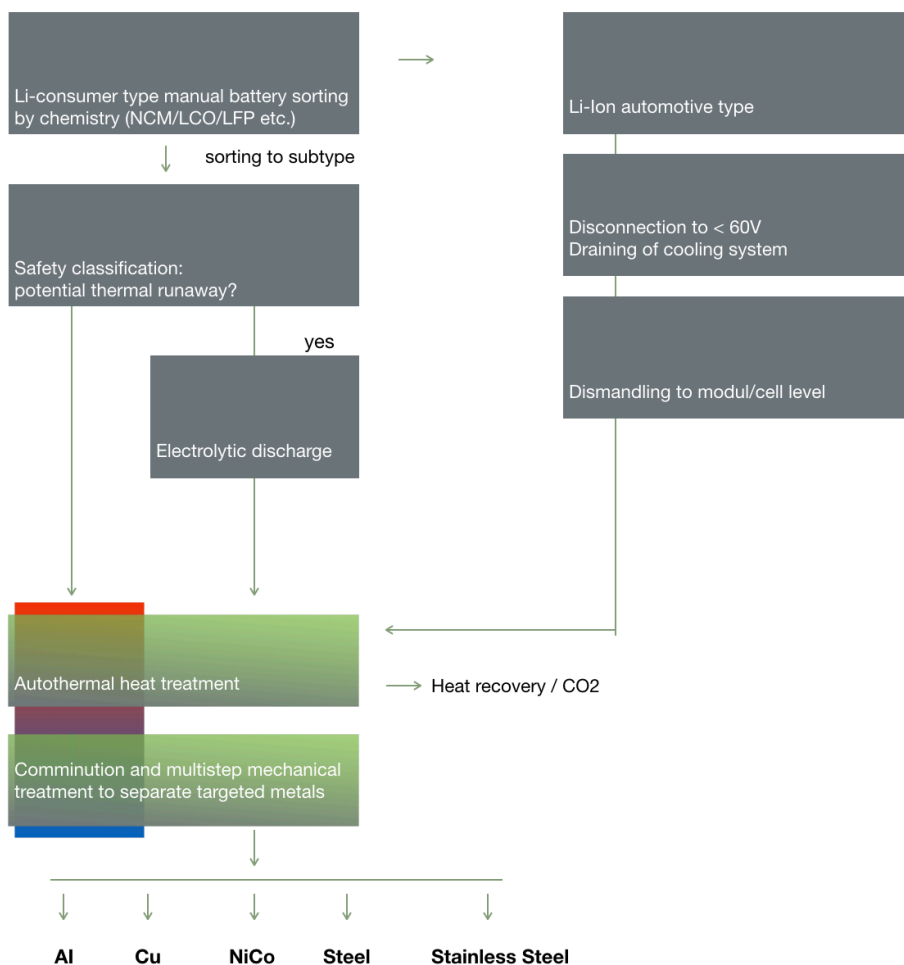 Li-consumer type manual battery sorting
by chemistry (NCM/LCO/LFP etc.)
Li-Ion automotive type
sorting to subtype
Disconnection to < 60V
Draining of cooling system
Safety classification:
potential thermal runaway?
yes
Dismandling to modul/cell level
Electrolytic discharge
Autothermal heat treatment
Heat recovery / CO2
Comminution and multistep mechanical
treatment to separate targeted metals
Al
Cu
NiCo
Steel
Stainless Steel